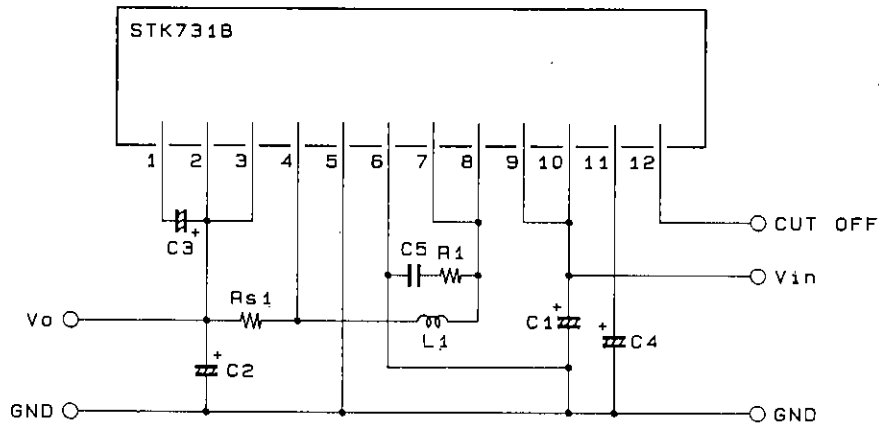 STK731B
1 2 3 4 5 6 7 8 9 10 11 12
C3 +
CUT OFF
C5 R1
Vin
Rs1
+
Vo
L1
C1
+
C4
+
C2
GND
GND